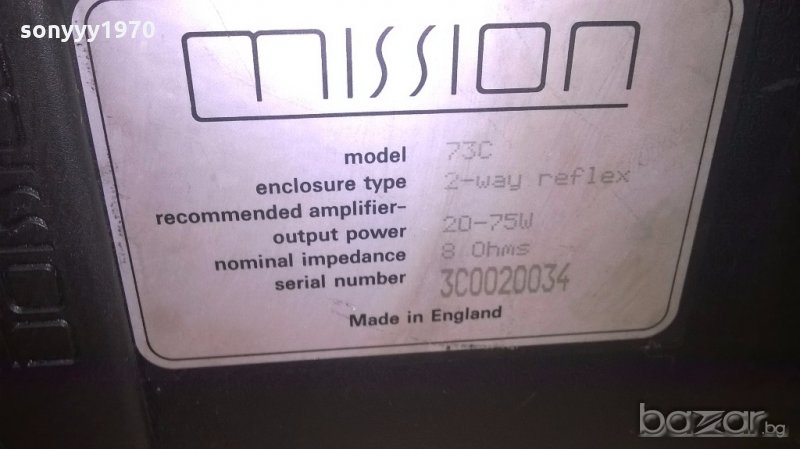 sonyyy1970
mission
model 73C
enclosure type 2-way reflex
recommended amplifier-
output power 20-75W
nominal impedance 8 Ohms
serial number 3C0020034
Made in England
bazar.bg